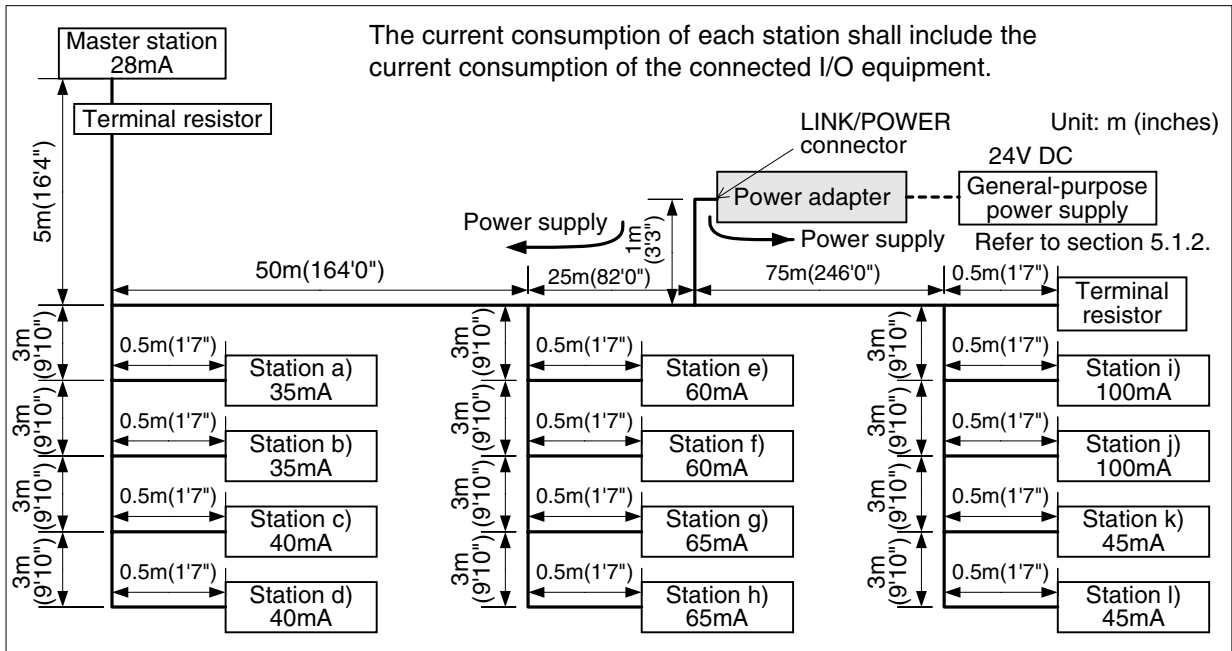 The current consumption of each station shall include the
current consumption of the connected I/O equipment.
Master station
28mA
Terminal resistor
5m(16'4")
LINK/POWER
connector
Unit: m (inches)
24V DC
Power adapter
General-purpose
power supply
Refer to section 5.1.2.
Power supply
1m
(3'3")
Power supply
50m(164'0")
25m(82'0")
75m(246'0")
0.5m(1'7")
Terminal
resistor
3m
(9'10")
0.5m(1'7")
Station a)
35mA
3m
(9'10")
0.5m(1'7")
Station b)
35mA
3m
(9'10")
0.5m(1'7")
Station c)
40mA
3m
(9'10")
0.5m(1'7")
Station d)
40mA
3m
(9'10")
0.5m(1'7")
Station e)
60mA
3m
(9'10")
0.5m(1'7")
Station f)
60mA
3m
(9'10")
0.5m(1'7")
Station g)
65mA
3m
(9'10")
0.5m(1'7")
Station h)
65mA
3m
(9'10")
0.5m(1'7")
Station i)
100mA
3m
(9'10")
0.5m(1'7")
Station j)
100mA
3m
(9'10")
0.5m(1'7")
Station k)
45mA
3m
(9'10")
0.5m(1'7")
Station l)
45mA